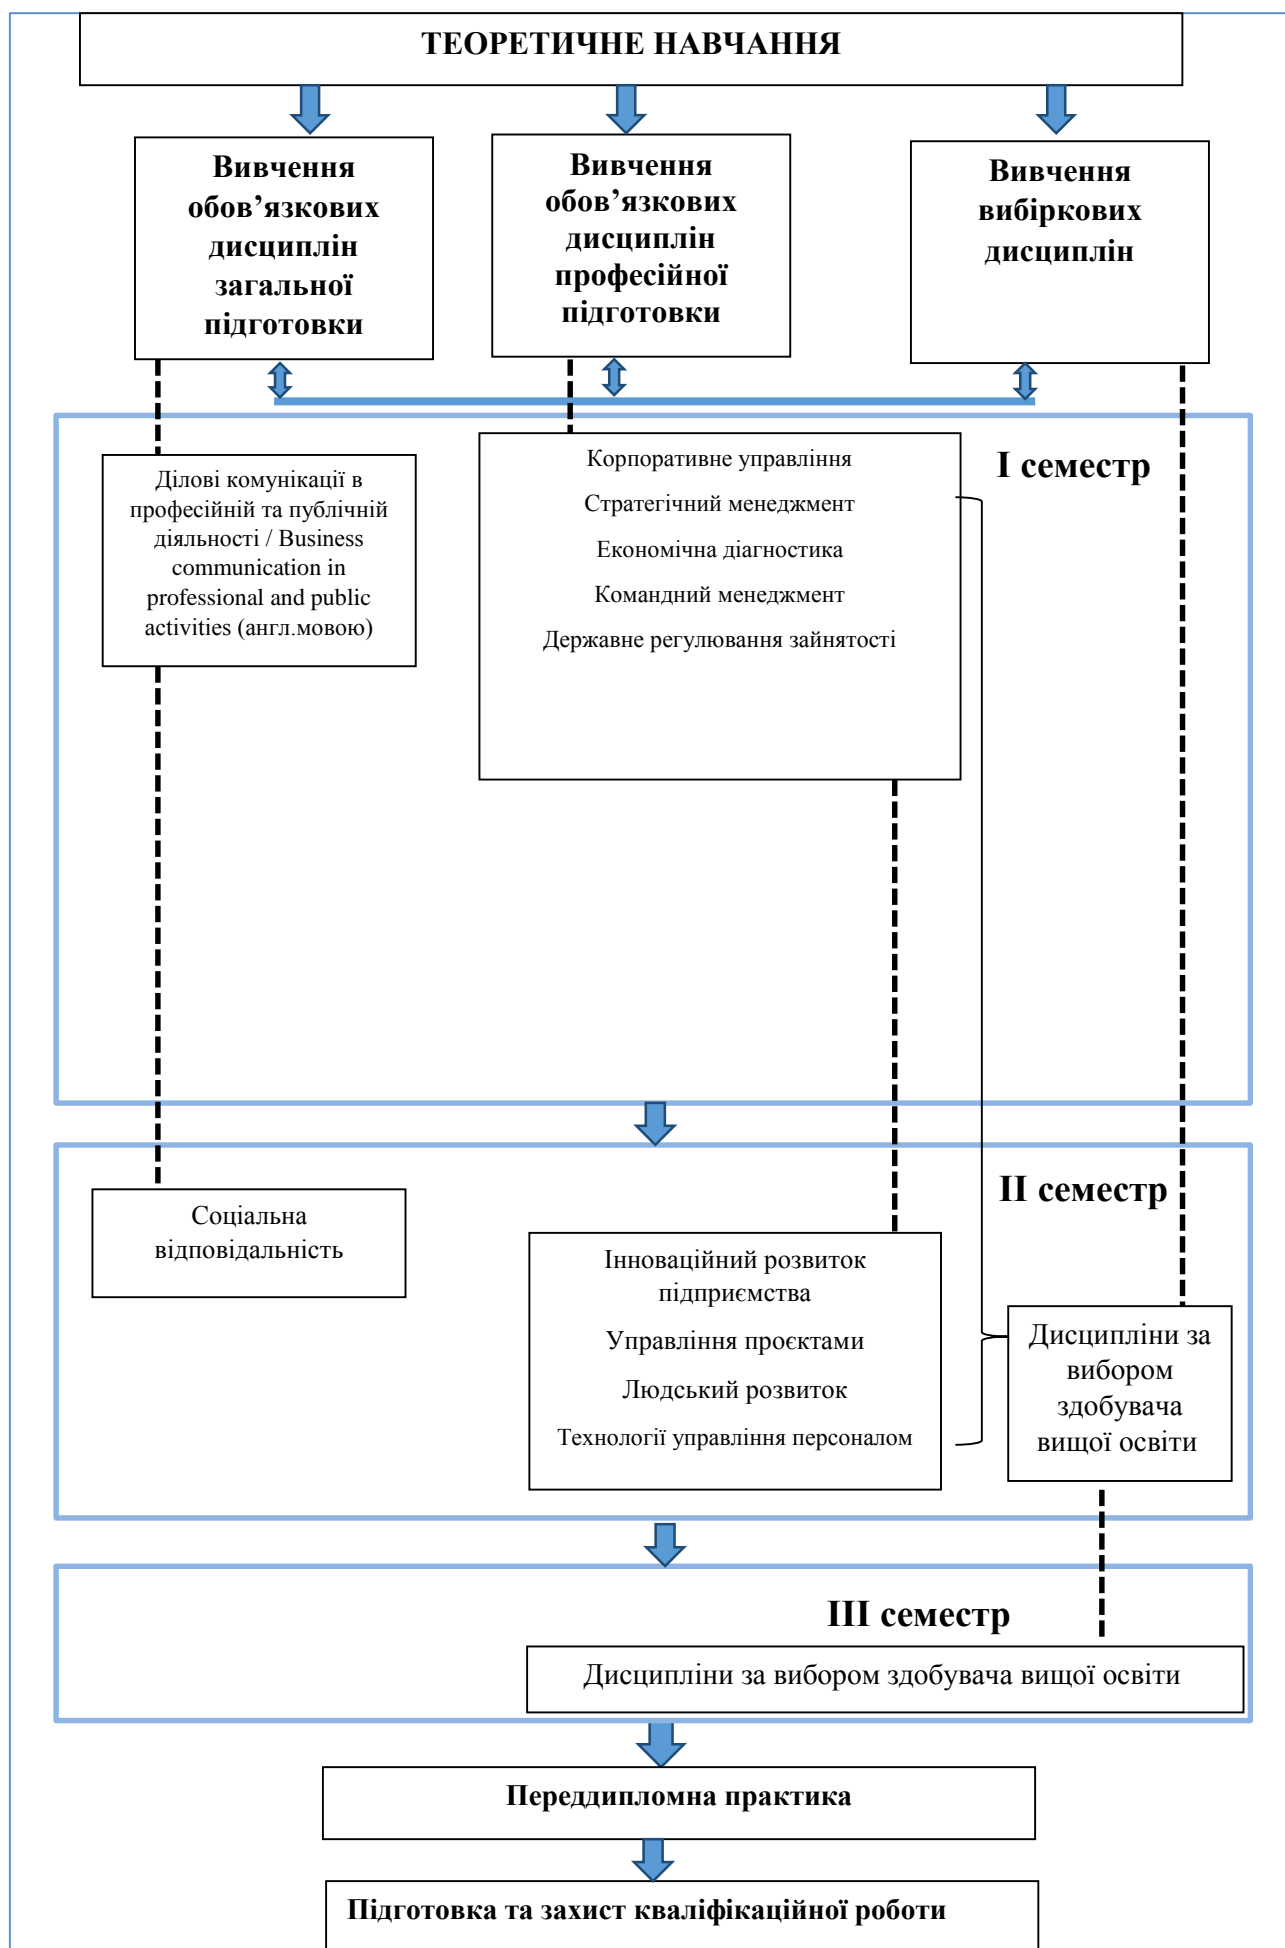 ТЕОРЕТИЧНЕ НАВЧАННЯ
Вивчення
обов’язкових
дисциплін
загальної
підготовки
Вивчення
обов’язкових
дисциплін
професійної
підготовки
Вивчення
вибіркових
дисциплін
І семестр
Ділові комунікації в
професійній та публічній
діяльності / Business
communication in
professional and public
activities (англ.мовою)
Корпоративне управління
Стратегічний менеджмент
Економічна діагностика
Командний менеджмент
Державне регулювання зайнятості
ІІ семестр
Соціальна
відповідальність
Інноваційний розвиток
підприємства
Управління проєктами
Людський розвиток
Технології управління персоналом
Дисципліни за
вибором
здобувача
вищої освіти
ІІІ семестр
Дисципліни за вибором здобувача вищої освіти
Переддипломна практика
Підготовка та захист кваліфікаційної роботи